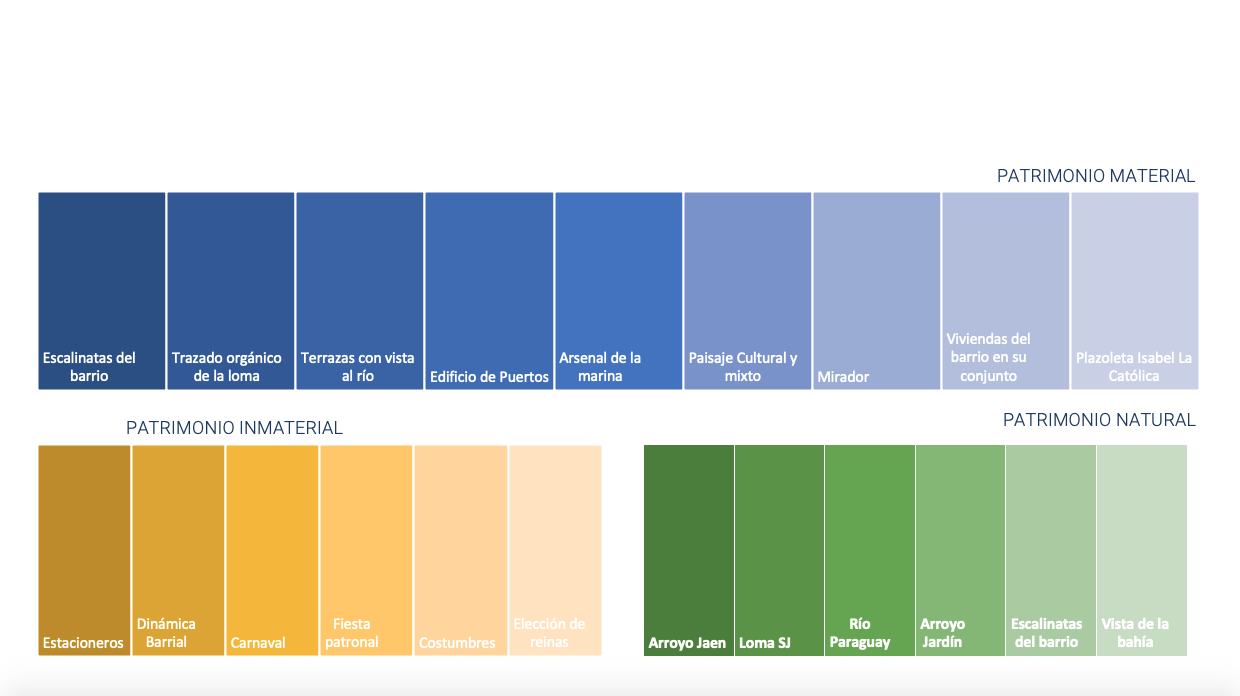 PATRIMONIO MATERIAL
Escalinatas del
barrio
Trazado orgánico
de la loma
Terrazas con vista
al río
Edificio de Puertos
Arsenal de la
marina
Paisaje Cultural y
mixto
Mirador
Viviendas del
barrio en su
conjunto
Plazoleta Isabel La
Católica
PATRIMONIO INMATERIAL
Estacioneros
Dinámica
Barrial
Carnaval
Fiesta
patronal
Costumbres
Elección de
reinas
PATRIMONIO NATURAL
Arroyo Jaen
Loma SJ
Río
Paraguay
Arroyo
Jardín
Escalinatas
del barrio
Vista de la
bahía